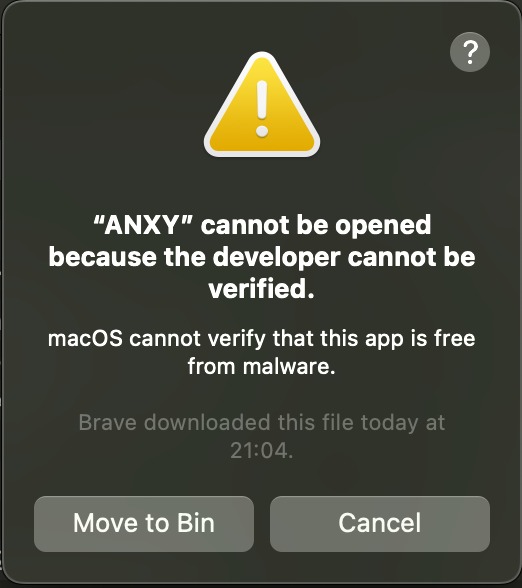 ?
“ANXY” cannot be opened
because the developer cannot be
verified.
macOS cannot verify that this app is free
from malware.
Brave downloaded this file today at
21:04.
Move to Bin
Cancel